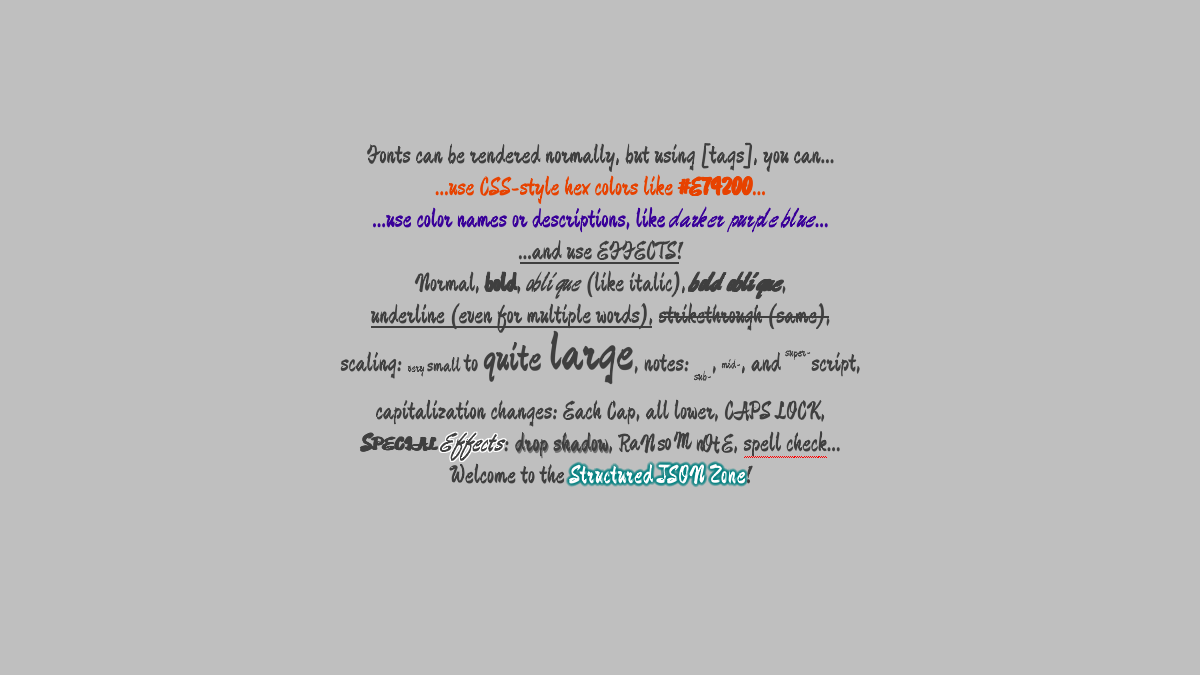 Fonts can be rendered normally, but using [tags], you can...
...use CSS-style hex colors like #E74200...
...use color names or descriptions, like darker purple blue...
...and use EFFECTS!
Normal, bold, oblique (like italic), bold oblique,
underline (even for multiple words), strikethrough (same),
scaling: very small to quite large, notes: sub-, mid-, and super-script,
capitalization changes: Each Cap, all lower, CAPS LOCK,
SPECIAL Effects: drop shadow, RaNsoM nOtE, spell check...
Welcome to the Structured JSON Zone!